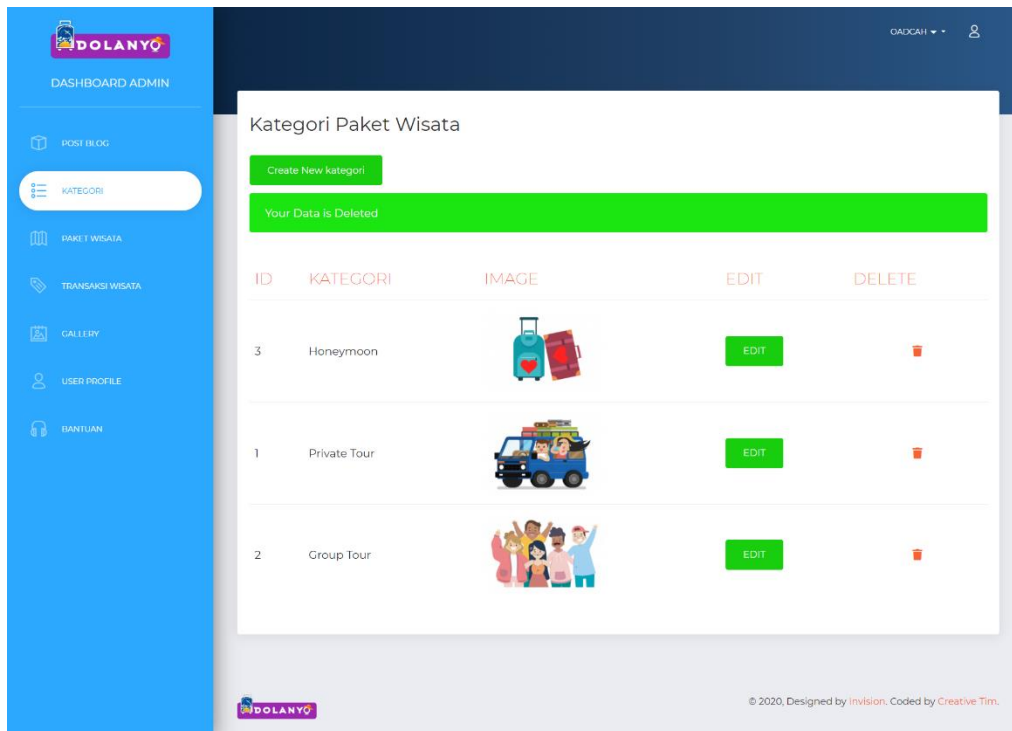 DOLANYO
OADCAH
DASHBOARD ADMIN
POST BLOG
KATEGORI
PAKET WISATA
TRANSAKSI WISATA
GALLERY
USER PROFILE
BANTUAN
Kategori Paket Wisata
Create New kategori
Your Data is Deleted
ID KATEGORI IMAGE EDIT DELETE
3 Honeymoon EDIT
1 Private Tour EDIT
2 Group Tour EDIT
DOLANYO
© 2020, Designed by Invision. Coded by Creative Tim.